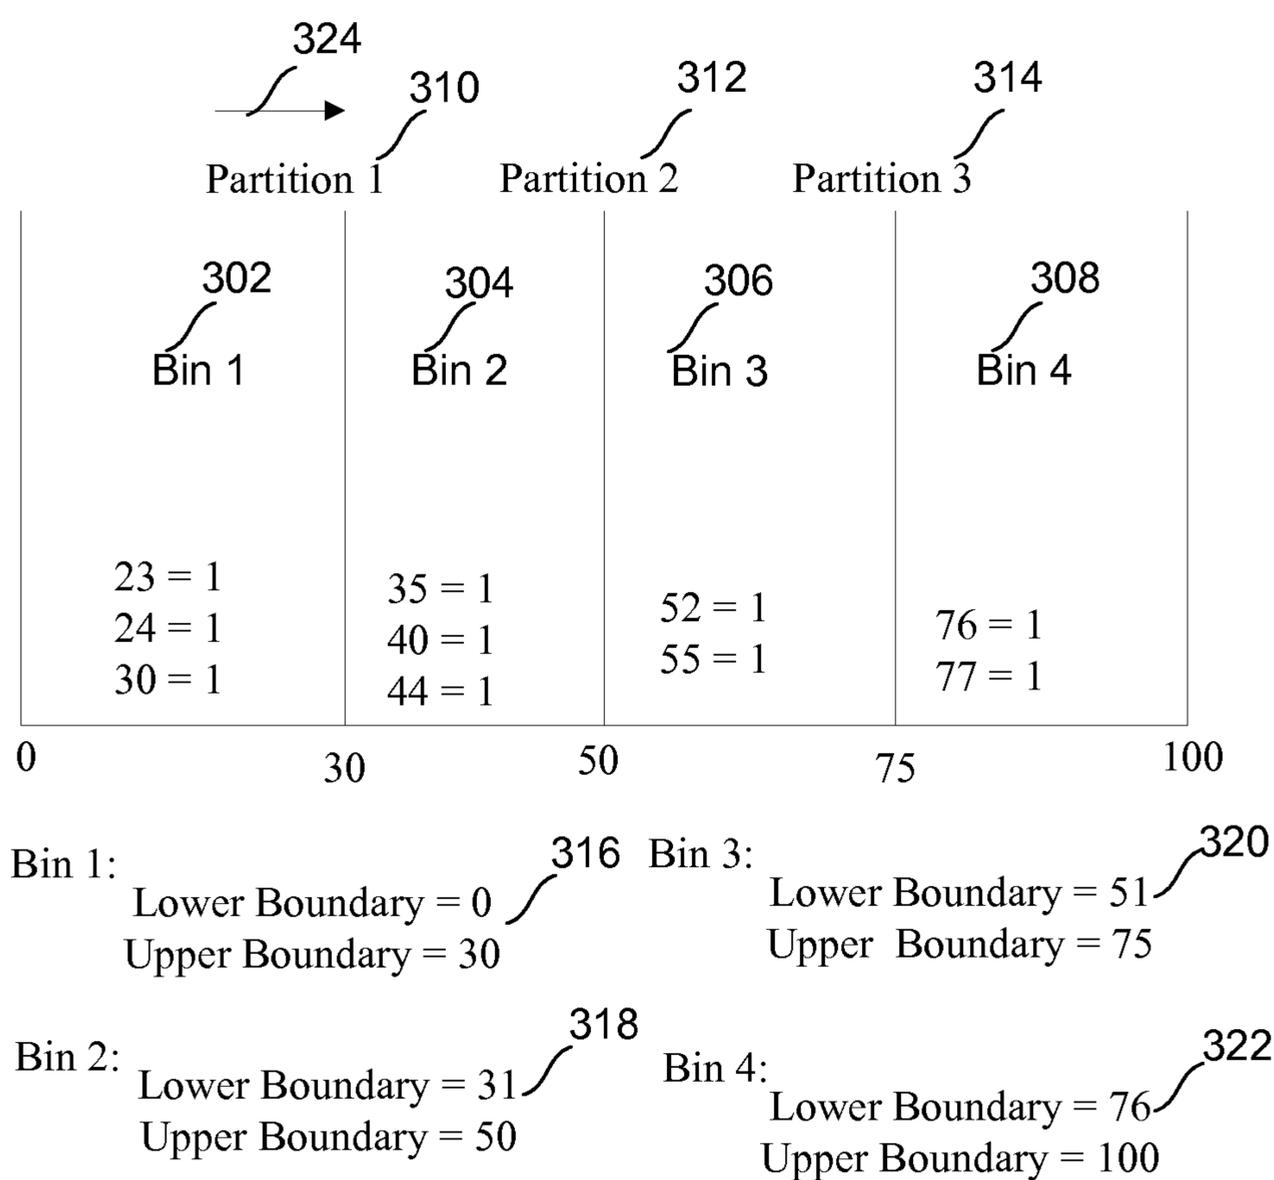 324
310
312
314
Partition 1
Partition 2
Partition 3
302
304
306
308
Bin 1
Bin 2
Bin 3
Bin 4
23 = 1
24 = 1
30 = 1
35 = 1
40 = 1
44 = 1
52 = 1
55 = 1
76 = 1
77 = 1
0
30
50
75
100
Bin 1:
316
Lower Boundary = 0
Upper Boundary = 30
Bin 3:
320
Lower Boundary = 51
Upper Boundary = 75
Bin 2:
318
Lower Boundary = 31
Upper Boundary = 50
Bin 4:
322
Lower Boundary = 76
Upper Boundary = 100